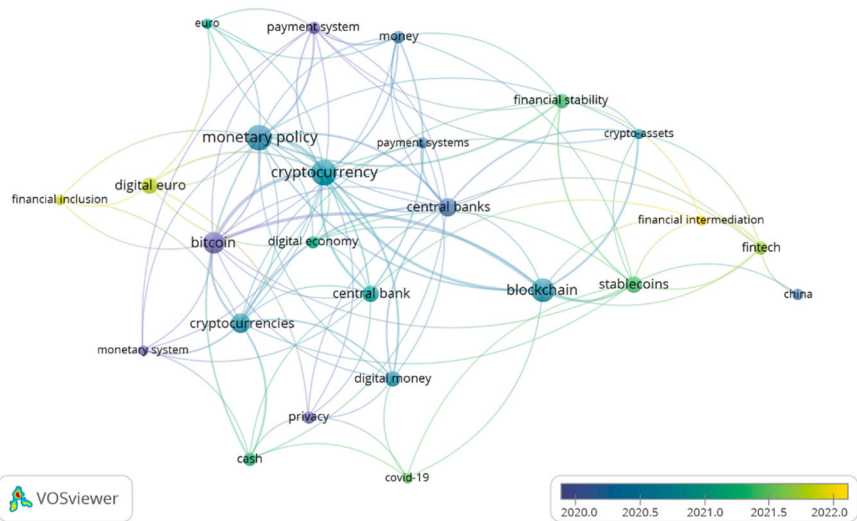 euro
payment system
money
financial stability
monetary policy
payment systems
crypto-assets
cryptocurrency
digital euro
financial inclusion
central banks
financial intermediation
bitcoin
digital economy
fintech
central bank
blockchain
stablecoins
china
cryptocurrencies
monetary system
digital money
privacy
cash
covid-19
VOSviewer
2020.0 2020.5 2021.0 2021.5 2022.0